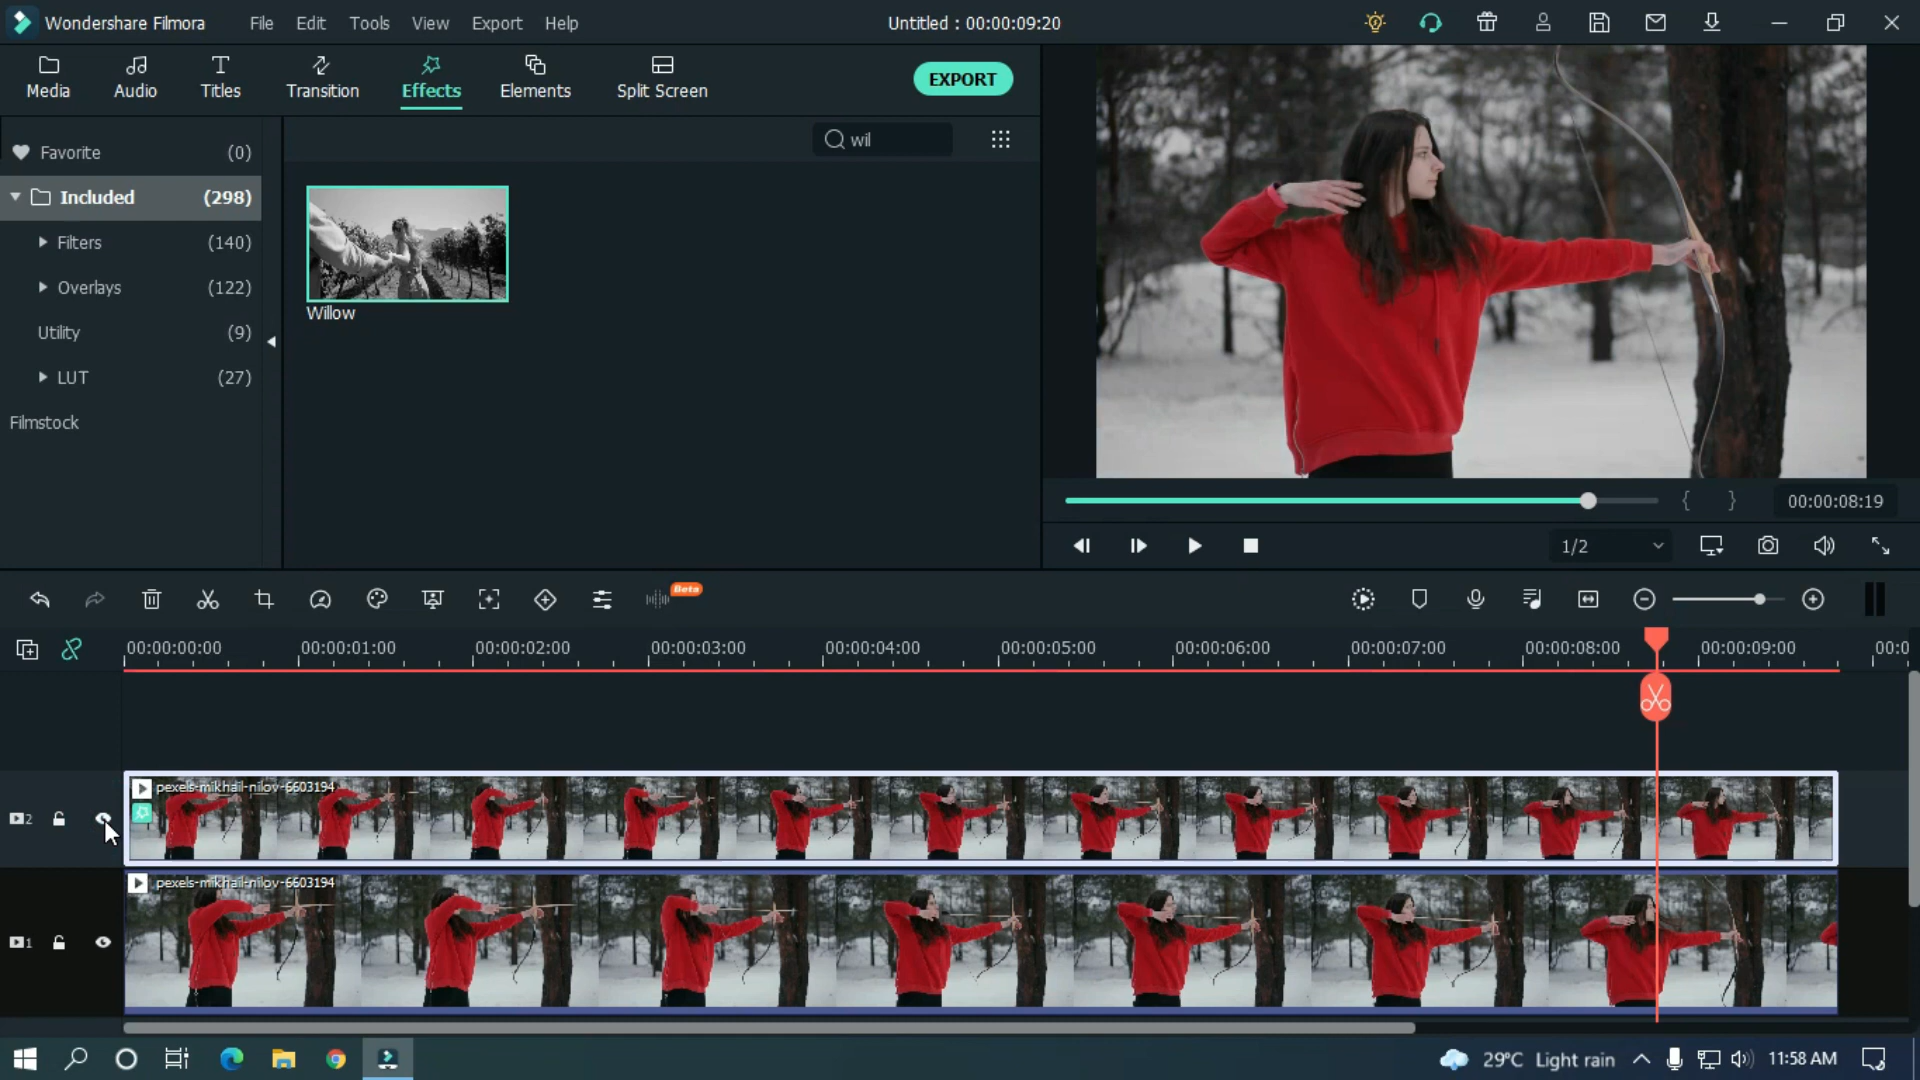 Wondershare Filmora File Edit Tools View Export Help Untitled : 00:00:09:20
Media Audio Titles Transition Effects Elements Split Screen EXPORT
Favorite (0)
wil
Included (298)
Filters (140)
Overlays (122)
Utility (9)
LUT (27)
Filmstock
Willow
00:00:08:19
1/2
Beta
00:00:00:00 00:00:01:00 00:00:02:00 00:00:03:00 00:00:04:00 00:00:05:00 00:00:06:00 00:00:07:00 00:00:08:00 00:00:09:00 00:0
pexels-mikhail-nilov-6603194
2
pexels-mikhail-nilov-6603194
1
29°C Light rain 11:58 AM